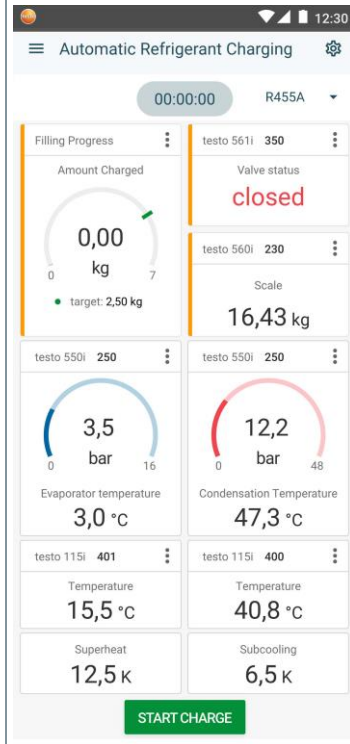 12:30
Automatic Refrigerant Charging
00:00:00
R455A
Filling Progress
Amount Charged
0,00
kg
0
7
target: 2,50 kg
testo 561i 350
Valve status
closed
testo 560i 230
Scale
16,43 kg
testo 550i 250
3,5
bar
0
16
Evaporator temperature
3,0 °C
testo 550i 250
12,2
bar
0
48
Condensation Temperature
47,3 °C
testo 115i 401
Temperature
15,5 °C
testo 115i 400
Temperature
40,8 °C
Superheat
12,5 K
Subcooling
6,5 K
START CHARGE